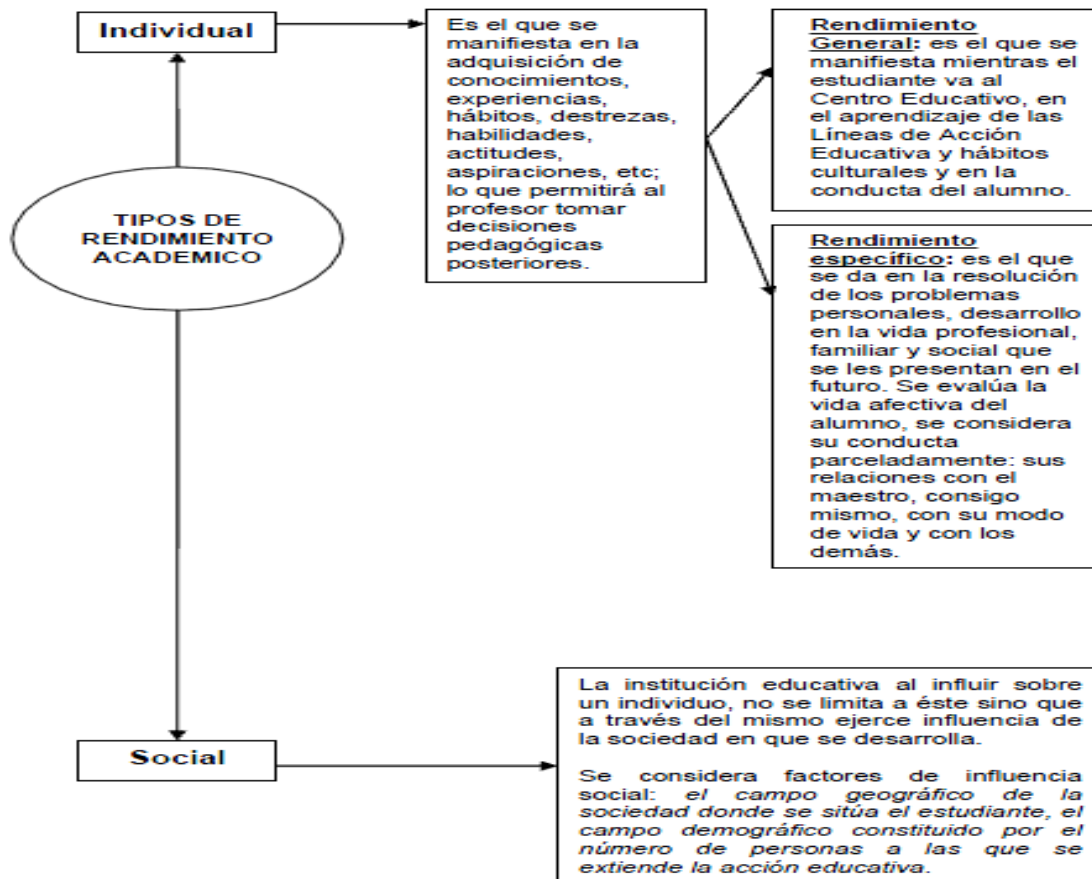 Individual
Es el que se
manifiesta en la
adquisición de
conocimientos,
experiencias,
hábitos, destrezas,
habilidades,
actitudes,
aspiraciones, etc;
lo que permitirá al
profesor tomar
decisiones
pedagógicas
posteriores.
Rendimiento
General: es el que se
manifiesta mientras el
estudiante va al
Centro Educativo, en
el aprendizaje de las
Líneas de Acción
Educativa y hábitos
culturales y en la
conducta del alumno.
TIPOS DE
RENDIMIENTO
ACADEMICO
Rendimiento
específico: es el que
se da en la resolución
de los problemas
personales, desarrollo
en la vida profesional,
familiar y social que
se les presentan en el
futuro. Se evalúa la
vida afectiva del
alumno, se considera
su conducta
parceladamente: sus
relaciones con el
maestro, consigo
mismo, con su modo
de vida y con los
demás.
Social
La institución educativa al influir sobre
un individuo, no se limita a éste sino que
a través del mismo ejerce influencia de
la sociedad en que se desarrolla.
Se considera factores de influencia
social: el campo geográfico de la
sociedad donde se sitúa el estudiante, el
campo demográfico constituido por el
número de personas a las que se
extiende la acción educativa.